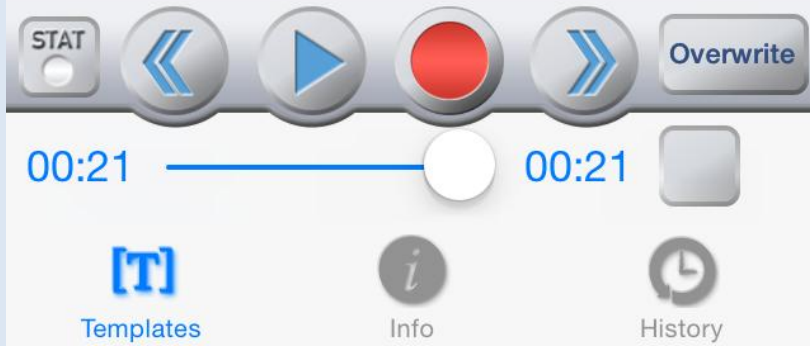 STAT
Overwrite
00:21 00:21
[T] i
Templates Info History